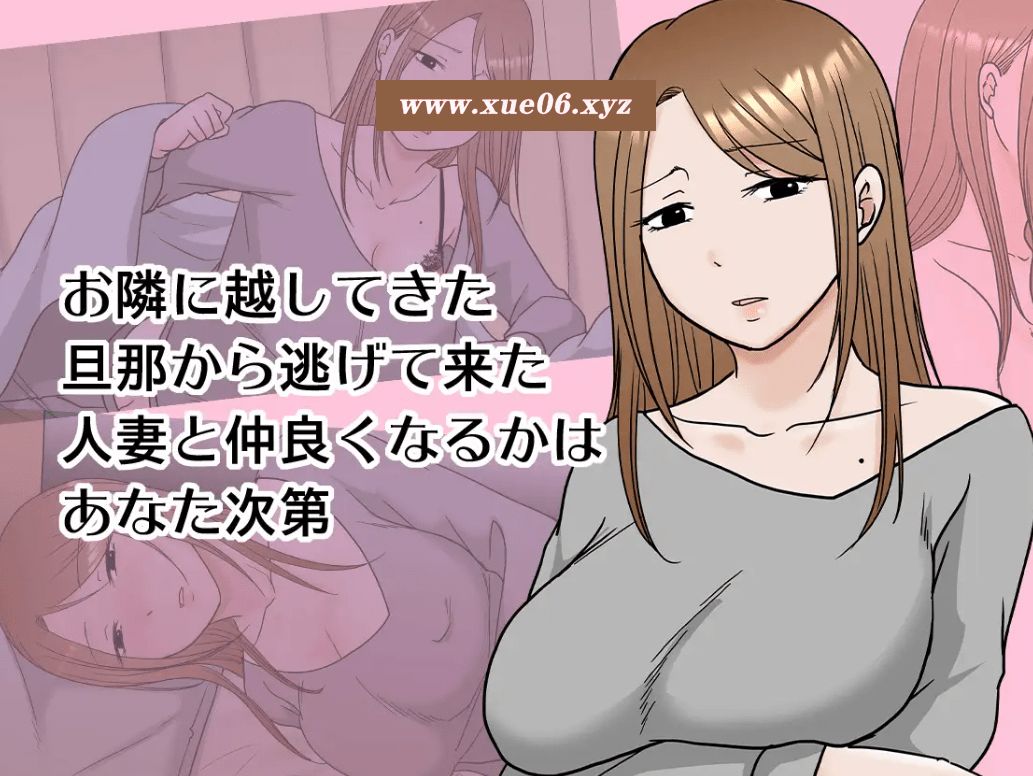 www.xue06.xyz
お隣に越してきた
旦那から逃げて来た
人妻と仲良くなるかは
あなた次第